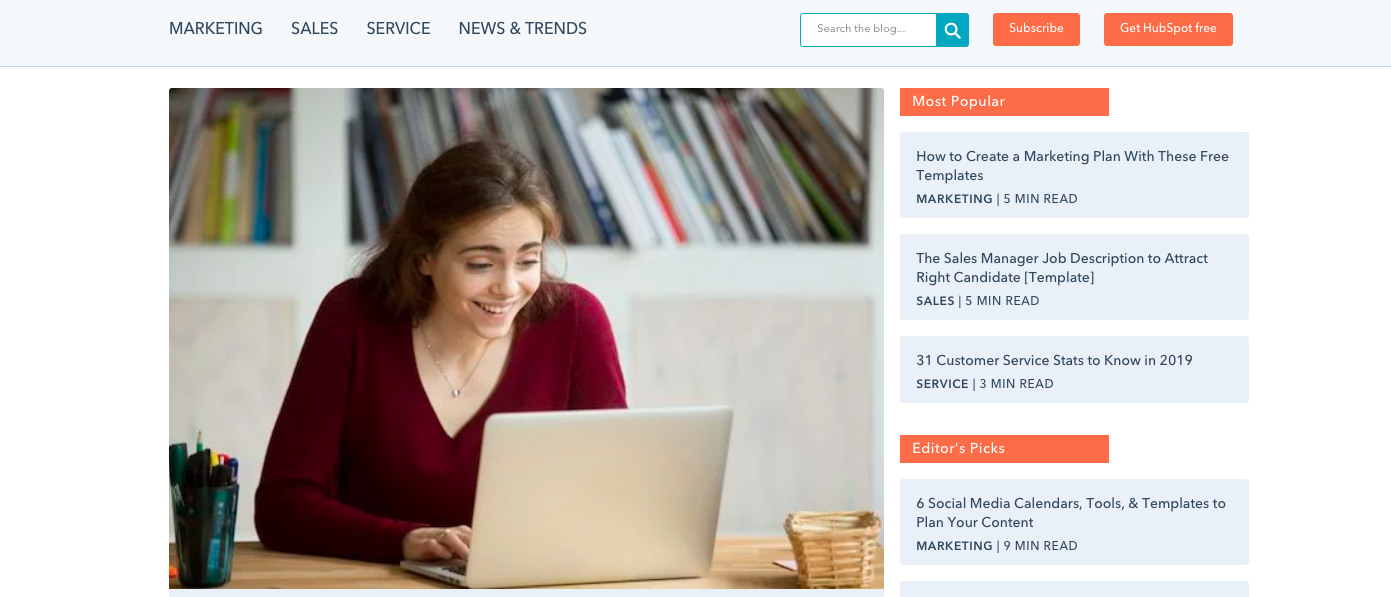 MARKETING SALES SERVICE NEWS & TRENDS
Search the blog...
Subscribe
Get HubSpot free
Most Popular
How to Create a Marketing Plan With These Free
Templates
MARKETING | 5 MIN READ
The Sales Manager Job Description to Attract
Right Candidate [Template]
SALES | 5 MIN READ
31 Customer Service Stats to Know in 2019
SERVICE | 3 MIN READ
Editor's Picks
6 Social Media Calendars, Tools, & Templates to
Plan Your Content
MARKETING | 9 MIN READ